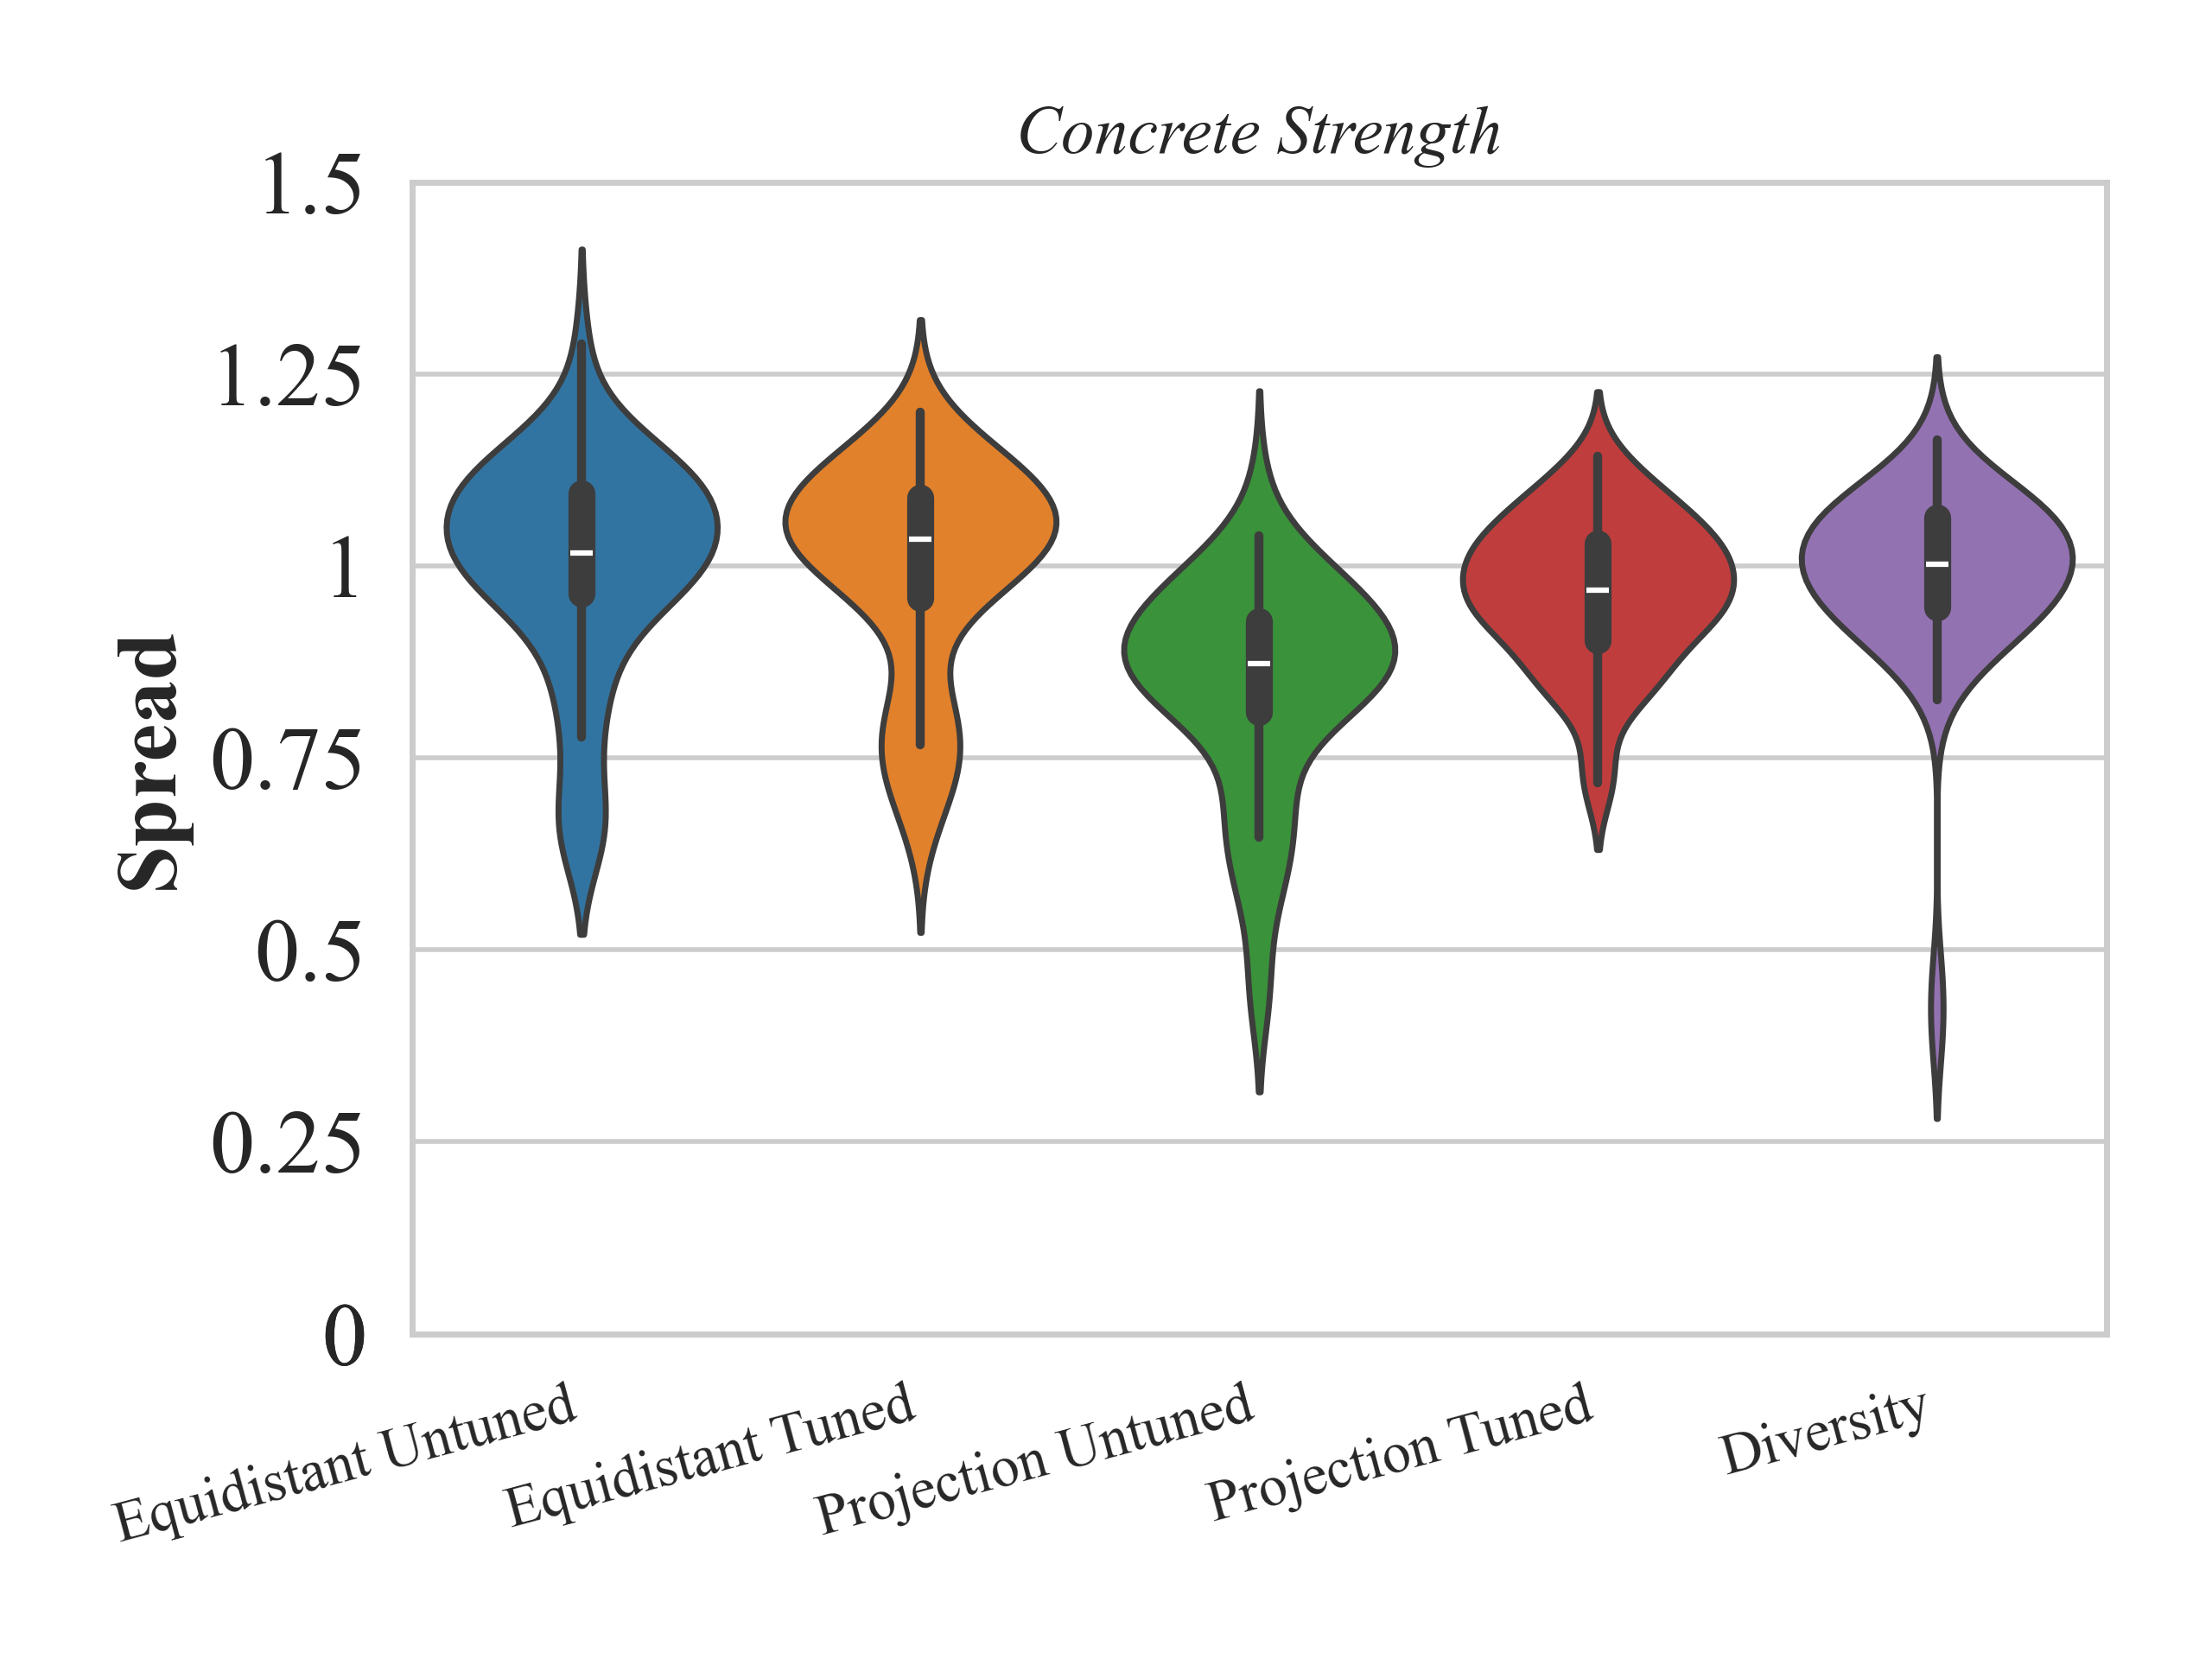 Concrete Strength
1.5
1.25
1
0.75
0.5
0.25
0
Spread
Equidisant Untuned
Equidistant Tuned
Projection Untuned
Projection Tuned
Diversity